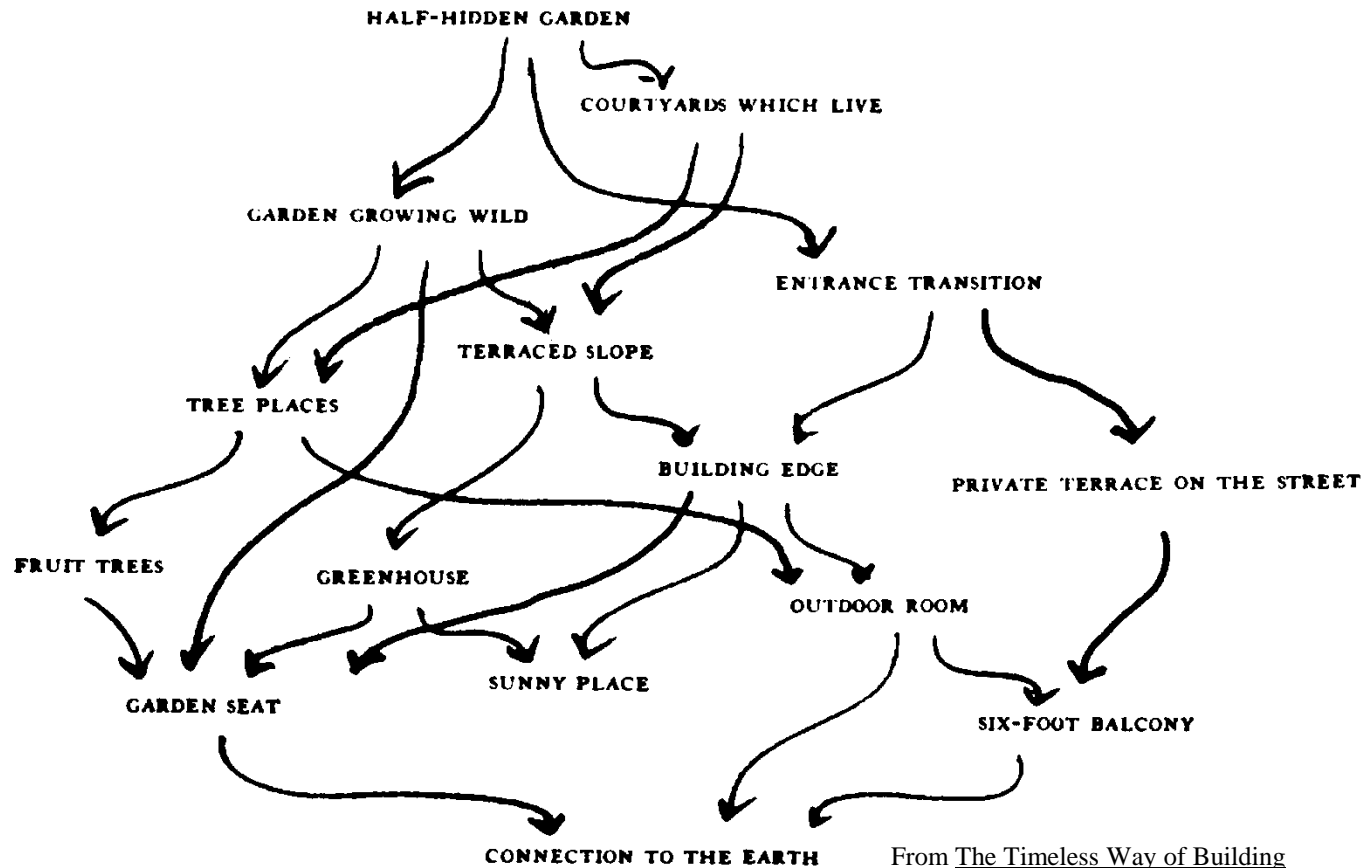 HALF-HIDDEN GARDEN
COURTYARDS WHICH LIVE
GARDEN GROWING WILD
ENTRANCE TRANSITION
TERRACED SLOPE
TREE PLACES
BUILDING EDGE
PRIVATE TERRACE ON THE STREET
FRUIT TREES
GREENHOUSE
OUTDOOR ROOM
SUNNY PLACE
GARDEN SEAT
SIX-FOOT BALCONY
CONNECTION TO THE EARTH
From The Timeless Way of Building